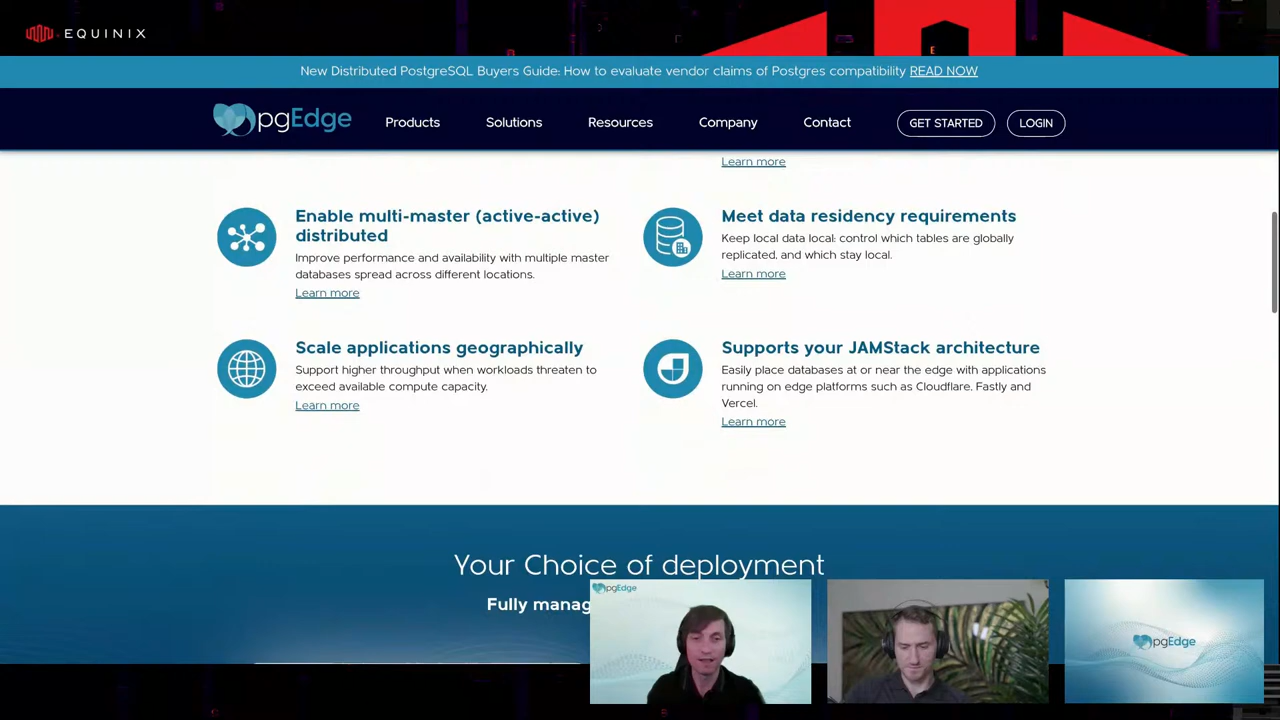 EQUINIX
E
New Distributed PostgreSQL Buyers Guide: How to evaluate vendor claims of Postgres compatibility READ NOW
pgEdge
Products
Solutions
Resources
Company
Contact
GET STARTED
LOGIN
Learn more
Enable multi-master (active-active)
distributed
Improve performance and availability with multiple master
databases spread across different locations.
Learn more
Meet data residency requirements
Keep local data local: control which tables are globally
replicated, and which stay local.
Learn more
Scale applications geographically
Support higher throughput when workloads threaten to
exceed available compute capacity.
Learn more
Supports your JAMStack architecture
Easily place databases at or near the edge with applications
running on edge platforms such as Cloudflare, Fastly and
Vercel.
Learn more
Your Choice of deployment
Fully manag
pgEdge
pgEdge